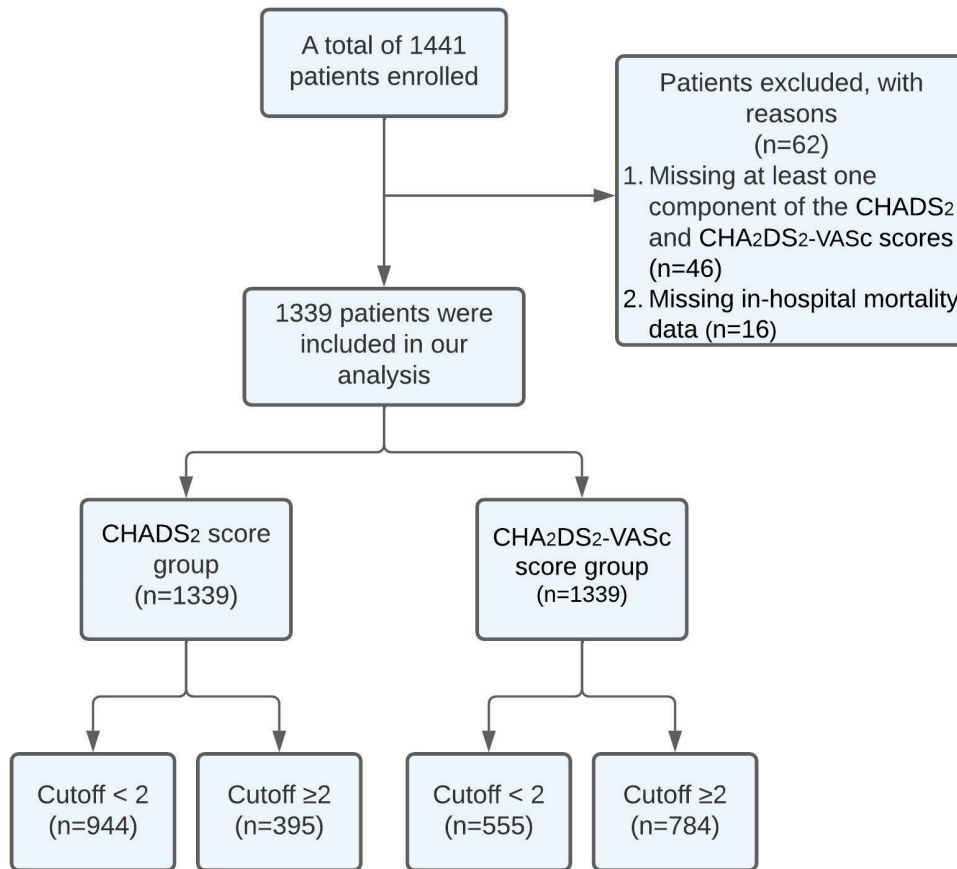 A total of 1441
patients enrolled
Patients excluded, with
reasons
(n=62)
1. Missing at least one
component of the CHADS₂
and CHA₂DS₂-VASc scores
(n=46)
2. Missing in-hospital mortality
data (n=16)
1339 patients were
included in our
analysis
CHADS₂ score
group
(n=1339)
CHA₂DS₂-VASc
score group
(n=1339)
Cutoff < 2
(n=944)
Cutoff ≥2
(n=395)
Cutoff < 2
(n=555)
Cutoff ≥2
(n=784)